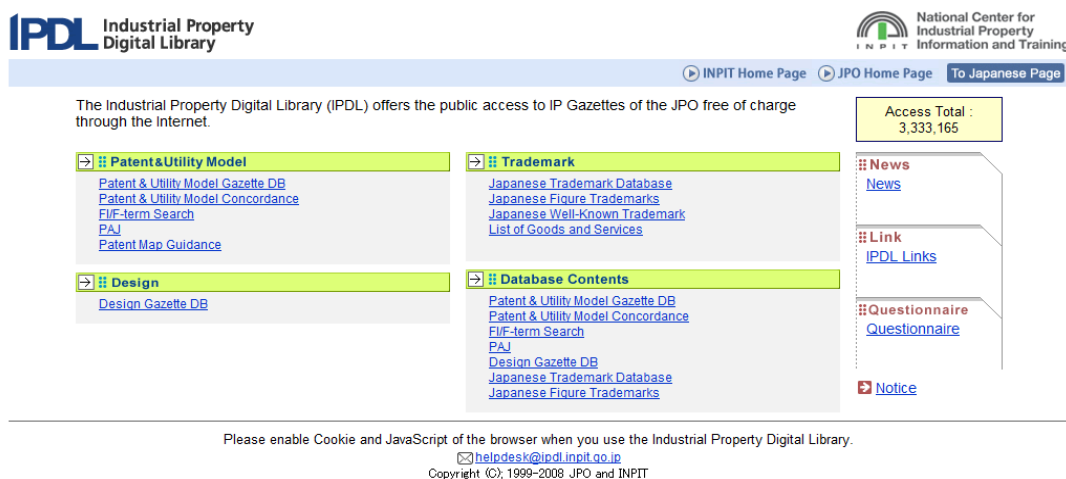 IPDL Industrial Property
Digital Library
National Center for
Industrial Property
Information and Training
INPIT
INPIT Home Page JPO Home Page To Japanese Page
The Industrial Property Digital Library (IPDL) offers the public access to IP Gazettes of the JPO free of charge
through the Internet.
Access Total :
3,333,165
Patent&Utility Model
Patent & Utility Model Gazette DB
Patent & Utility Model Concordance
FI/F-term Search
PAJ
Patent Map Guidance
Design
Design Gazette DB
Trademark
Japanese Trademark Database
Japanese Figure Trademarks
Japanese Well-Known Trademark
List of Goods and Services
Database Contents
Patent & Utility Model Gazette DB
Patent & Utility Model Concordance
FI/F-term Search
PAJ
Design Gazette DB
Japanese Trademark Database
Japanese Figure Trademarks
News
News
Link
IPDL Links
Questionnaire
Questionnaire
Notice
Please enable Cookie and JavaScript of the browser when you use the Industrial Property Digital Library.
helpdesk@ipdl.inpit.go.jp
Copyright (C); 1999-2008 JPO and INPIT